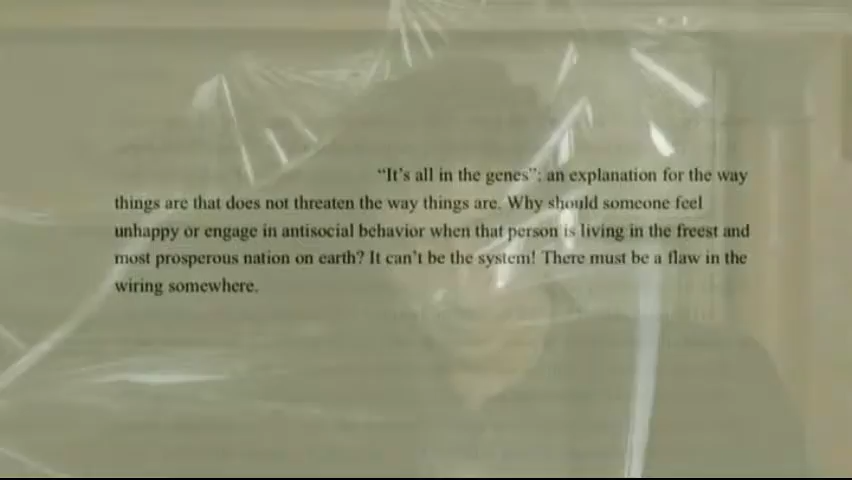 “It’s all in the genes”: an explanation for the way
things are that does not threaten the way things are. Why should someone feel
unhappy or engage in antisocial behavior when that person is living in the freest and
most prosperous nation on earth? It can’t be the system! There must be a flaw in the
wiring somewhere.